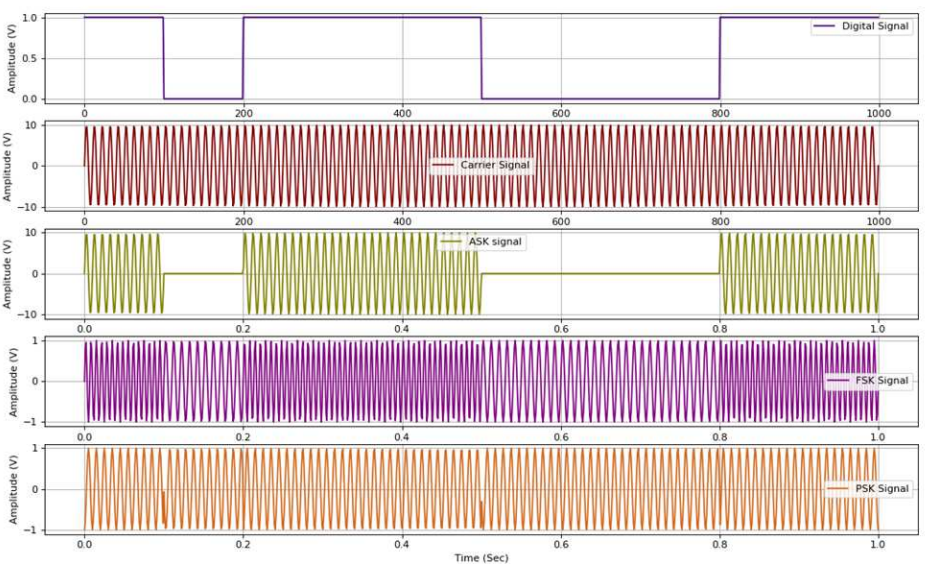 Amplitude (V)
1.0
0.5
0.0
Digital Signal
0 200 400 600 800 1000
Amplitude (V)
10
0
−10
Carrier Signal
0 200 400 600 800 1000
Amplitude (V)
10
0
−10
ASK signal
0.0 0.2 0.4 0.6 0.8 1.0
Amplitude (V)
1
0
−1
FSK Signal
0.0 0.2 0.4 0.6 0.8 1.0
Amplitude (V)
1
0
−1
PSK Signal
0.0 0.2 0.4 0.6 0.8 1.0
Time (Sec)